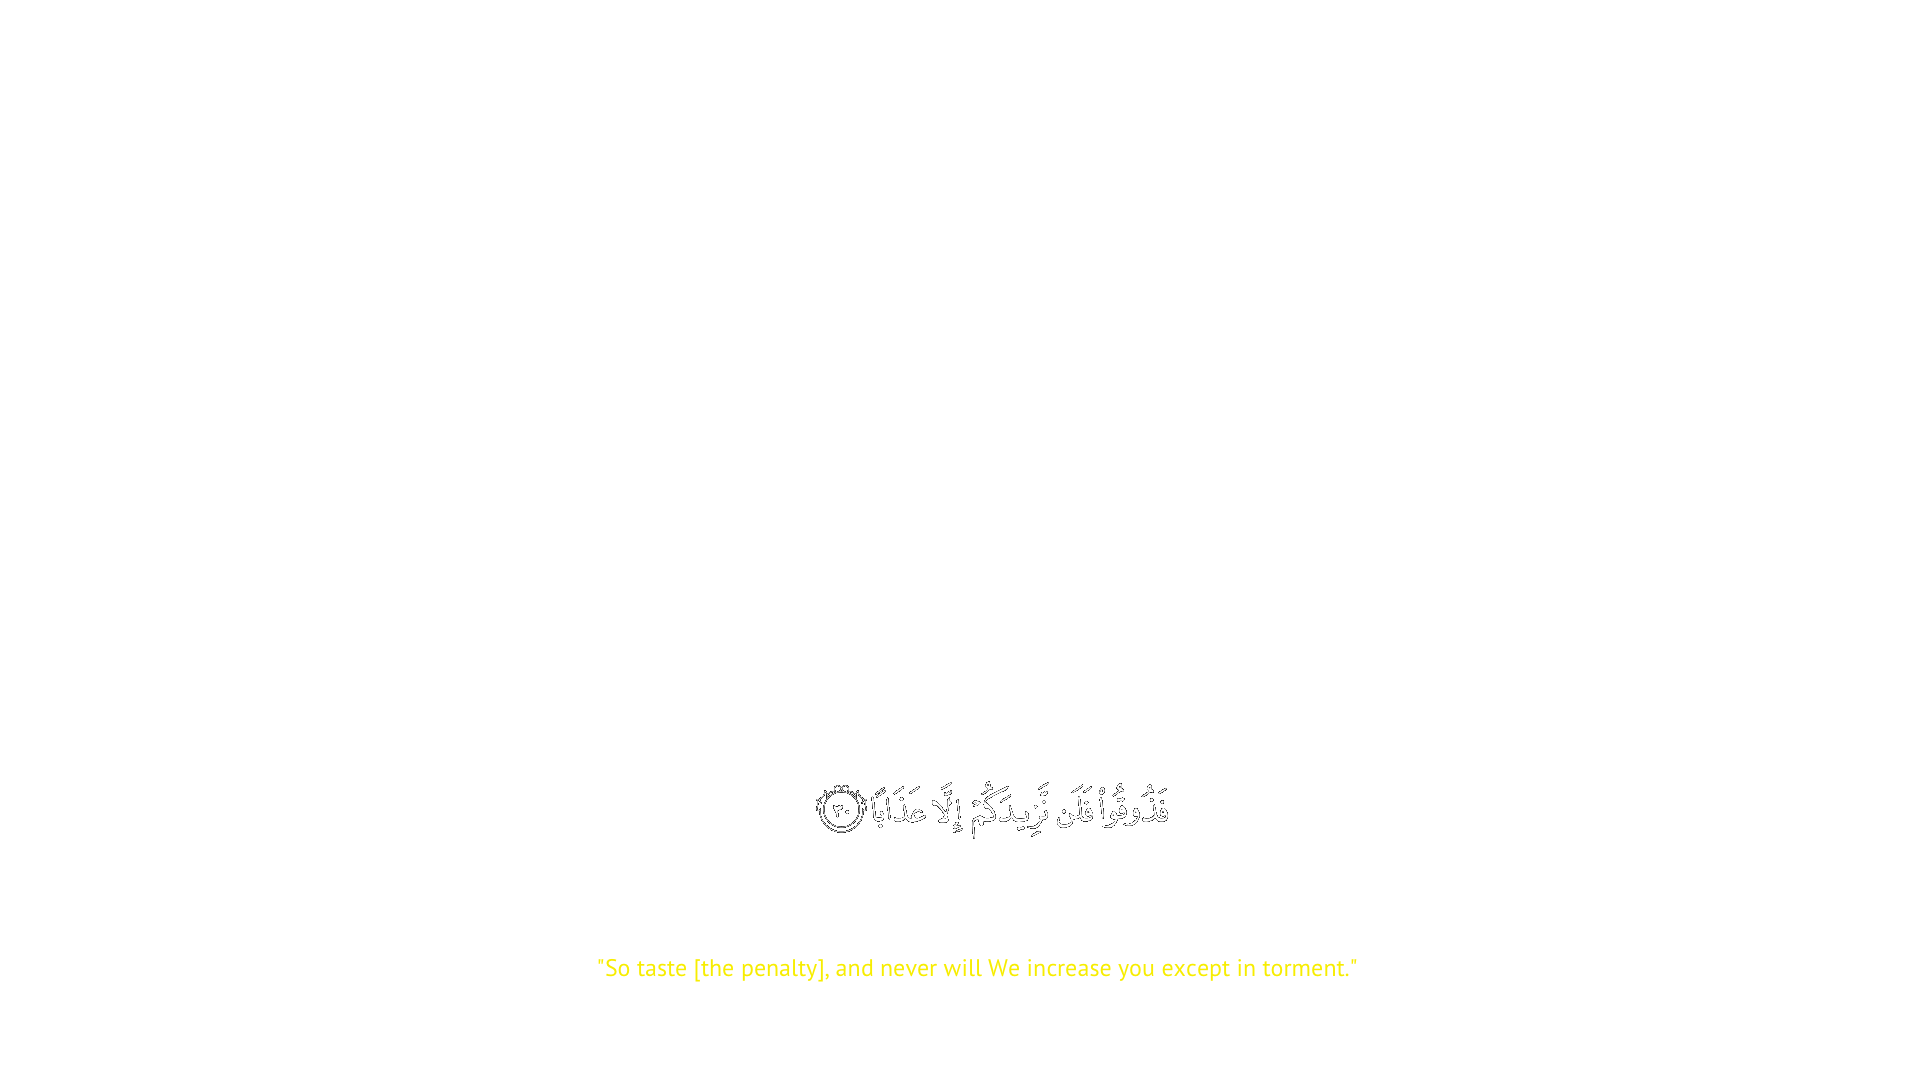 فَذُوقُوا۟ فَلَن نَّزِيدَكُمْ إِلَّا عَذَابًا ٣٠
"So taste [the penalty], and never will We increase you except in torment."